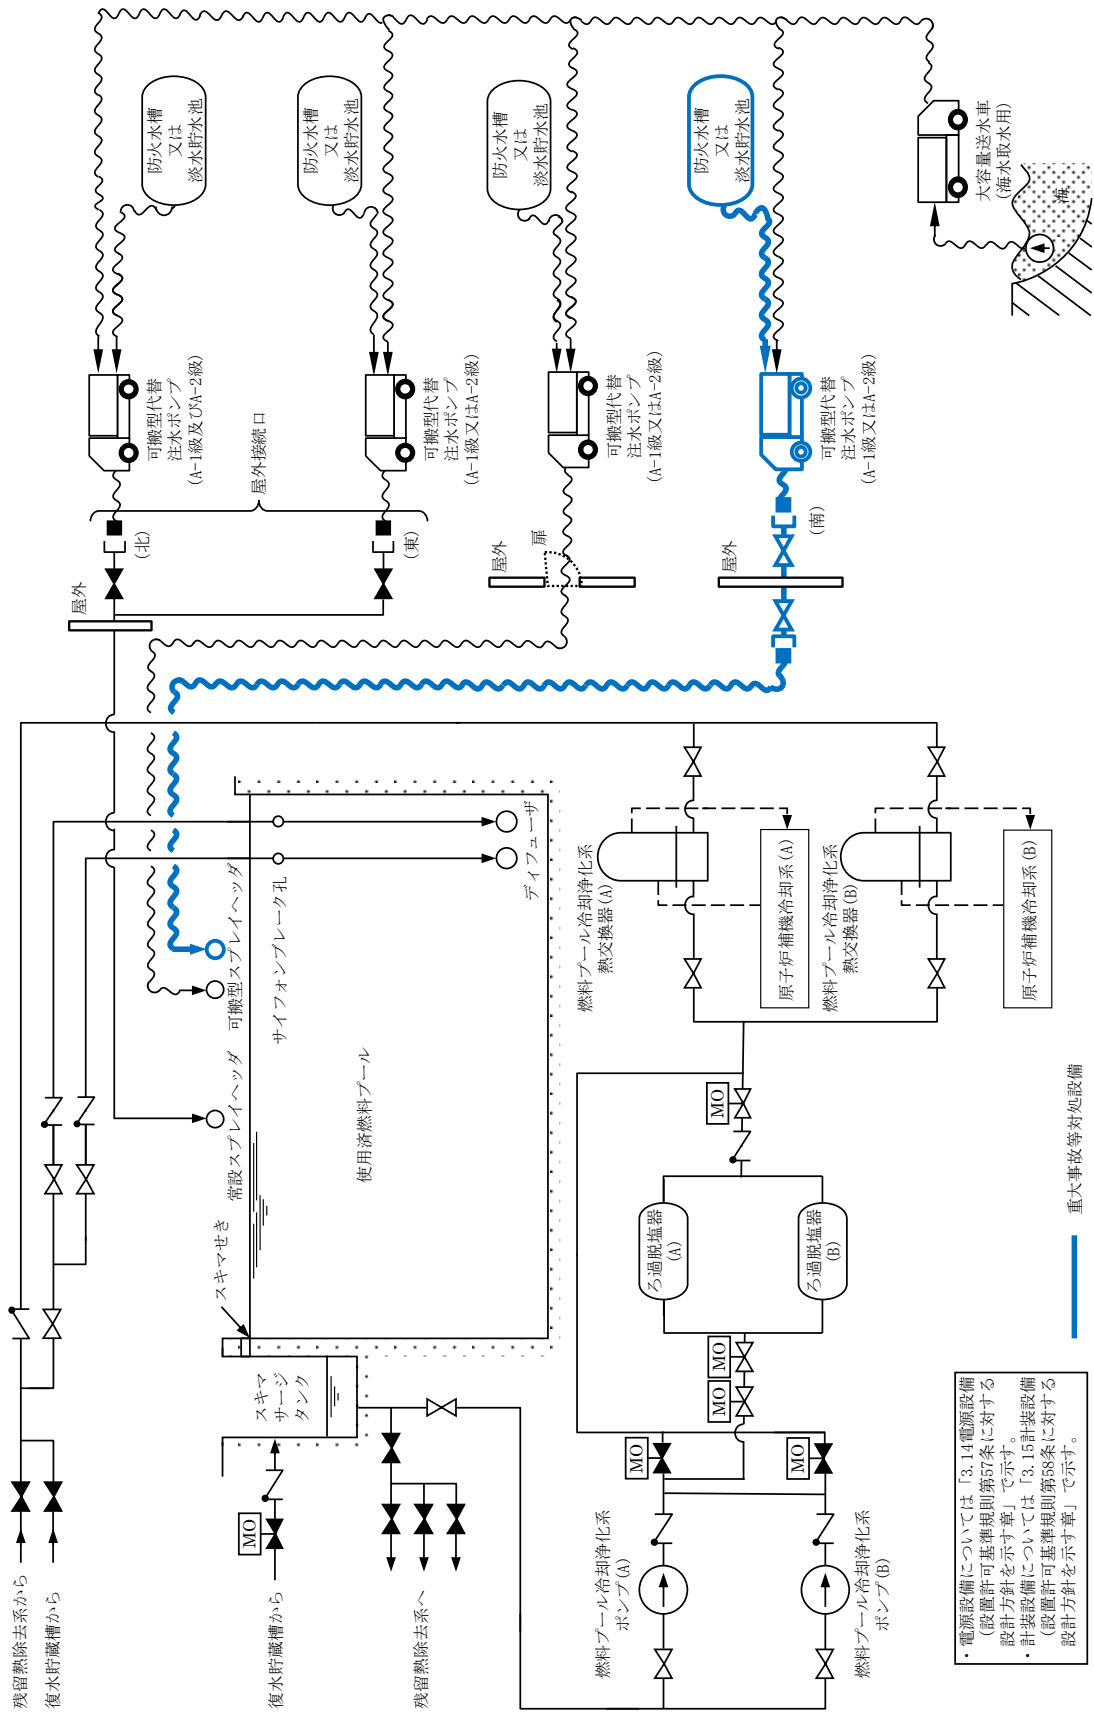 残留熱除去系から
復水貯蔵槽から
復水貯蔵槽から
MO
残留熱除去系へ
スキマ
サージ
タンク
スキマせき
常設スプレイヘッダ
可搬型スプレイヘッダ
サイフォンブレーク孔
使用済燃料プール
ディフューザ
屋外
(北)
(東)
屋外接続口
可搬型代替
注水ポンプ
(A-1級及びA-2級)
防火水槽
又は
淡水貯水池
可搬型代替
注水ポンプ
(A-1級又はA-2級)
防火水槽
又は
淡水貯水池
屋外
扉
可搬型代替
注水ポンプ
(A-1級又はA-2級)
防火水槽
又は
淡水貯水池
屋外
(南)
可搬型代替
注水ポンプ
(A-1級又はA-2級)
防火水槽
又は
淡水貯水池
大容量送水車
(海水取水用)
海
燃料プール冷却浄化系
ポンプ(A)
燃料プール冷却浄化系
ポンプ(B)
MO
MO
MO
MO
ろ過脱塩器
(A)
ろ過脱塩器
(B)
MO
燃料プール冷却浄化系
熱交換器(A)
原子炉補機冷却系(A)
燃料プール冷却浄化系
熱交換器(B)
原子炉補機冷却系(B)
・電源設備については「3.14電源設備
(設置許可基準規則第57条に対する
設計方針を示す章」で示す。
・計装設備については「3.15計装設備
(設置許可基準規則第58条に対する
設計方針を示す章」で示す。
重大事故等対処設備